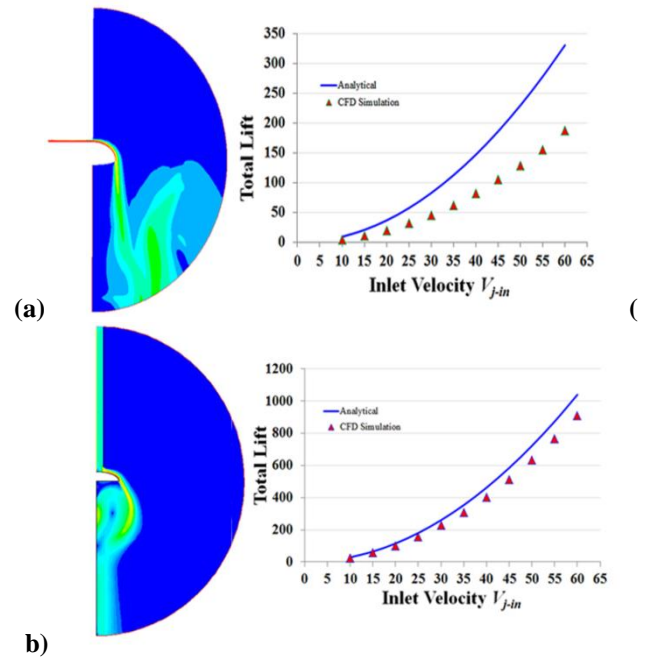 350
300
250
200
150
100
50
0
Total Lift
Analytical
CFD Simulation
0 5 10 15 20 25 30 35 40 45 50 55 60 65
Inlet Velocity Vj-in
(a)
(
1200
1000
800
600
400
200
0
Total Lift
Analytical
CFD Simulation
0 5 10 15 20 25 30 35 40 45 50 55 60 65
Inlet Velocity Vj-in
b)